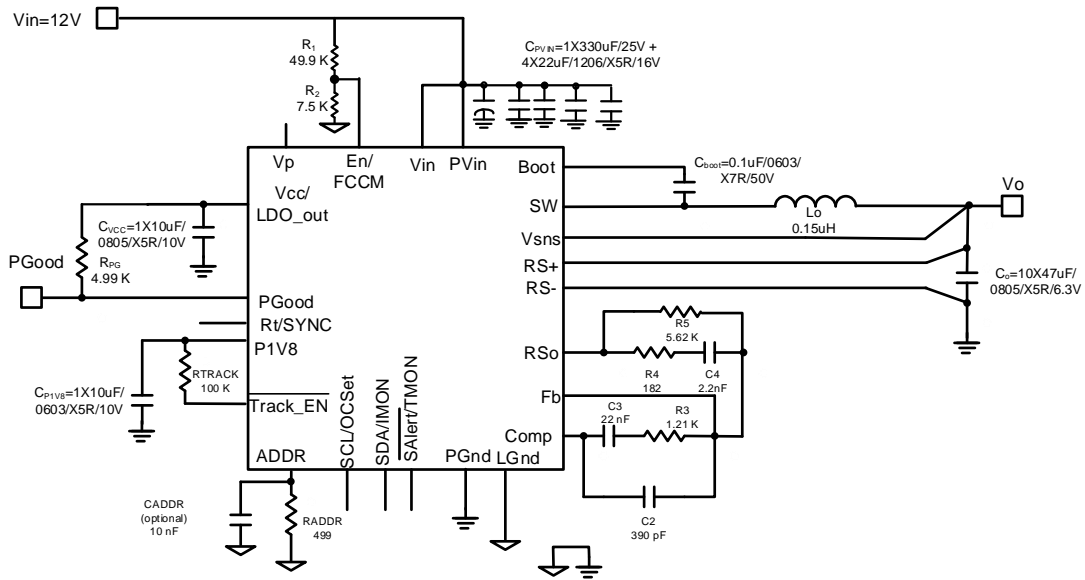 Vin=12V
R1
49.9 K
R2
7.5 K
CPVIN=1X330uF/25V +
4X22uF/1206/X5R/16V
Vp
En/
FCCM
Vin
PVin
Boot
Cboot=0.1uF/0603/
X7R/50V
Vo
Vcc/
LDO_out
SW
Lo
0.15uH
CVCC=1X10uF/
0805/X5R/10V
Vsns
PGood
RPG
4.99 K
RS+
RS-
Co=10X47uF/
0805/X5R/6.3V
PGood
Rt/SYNC
P1V8
R5
5.62 K
RSo
RTRACK
100 K
R4
182
C4
2.2nF
CP1V8=1X10uF/
0603/X5R/10V
Track_EN
Fb
C3
22 nF
R3
1.21 K
Comp
ADDR
SCL/OCSet
SDA/IMON
SAlert/TMON
PGnd
LGnd
CADDR
(optional)
10 nF
RADDR
499
C2
390 pF